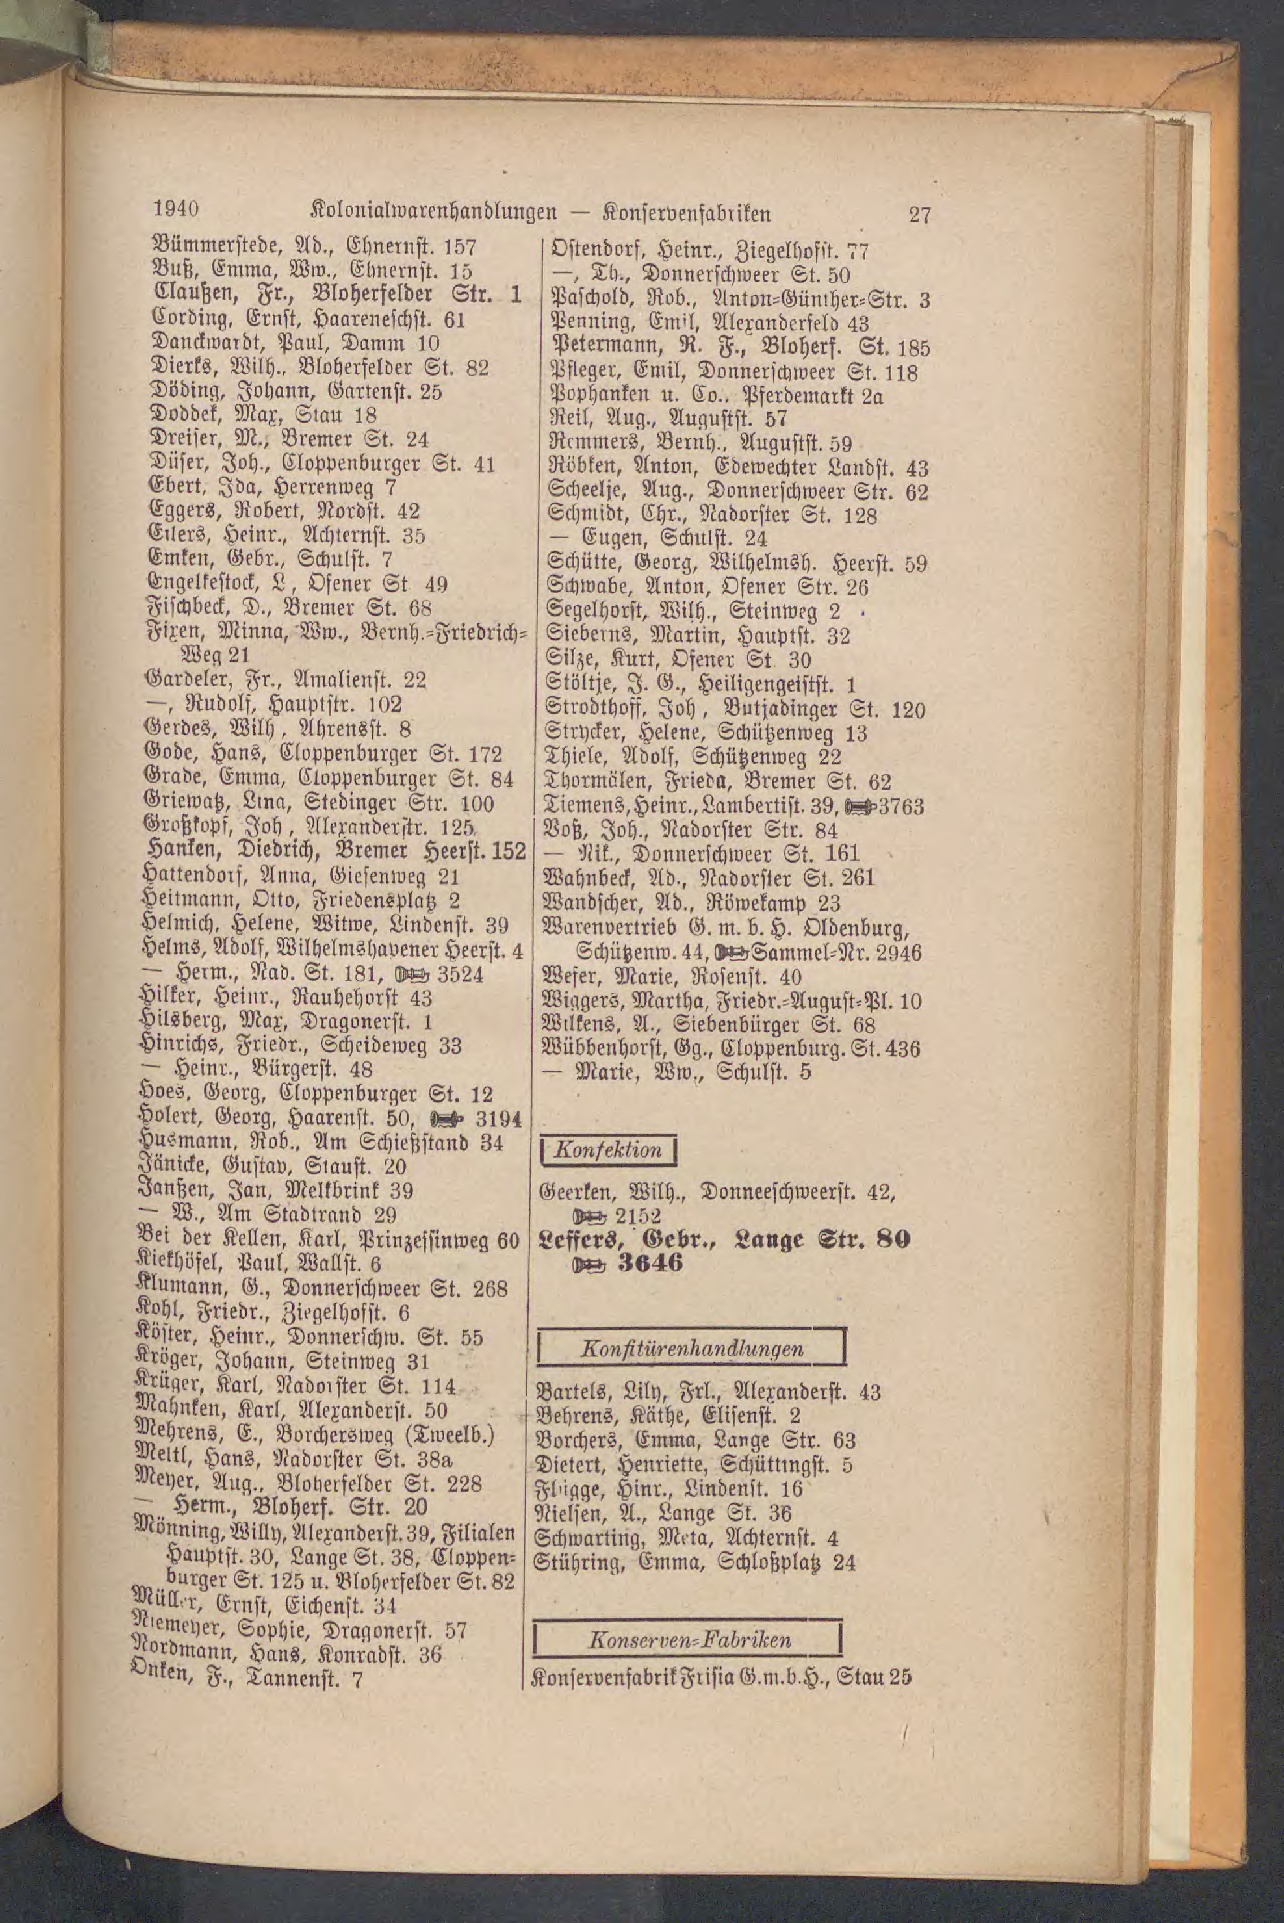 1940 Kolonialwarenhandlungen — Konservenfabriken 27
Bümmerstede, Ad., Ehnernst. 157
Buß, Emma, Ww., Ehnernst. 15
Claußen, Fr., Bloherfelder Str. 1
Cording, Ernst, Haareneschst. 61
Danckwardt, Paul, Damm 10
Dierks, Wilh., Bloherfelder St. 82
Döding, Johann, Gartenst. 25
Doddek, Max, Stau 18
Dreiser, M., Bremer St. 24
Düser, Joh., Cloppenburger St. 41
Ebert, Ida, Herrenweg 7
Eggers, Robert, Nordst. 42
Eilers, Heinr., Achternst. 35
Emken, Gebr., Schulst. 7
Engelkestock, L., Ofener St 49
Fischbeck, D., Bremer St. 68
Fixen, Minna, Ww., Bernh.=Friedrich=
Weg 21
Gardeler, Fr., Amalienst. 22
—, Rudolf, Hauptstr. 102
Gerdes, Wilh, Ahrensst. 8
Gode, Hans, Cloppenburger St. 172
Grade, Emma, Cloppenburger St. 84
Griewatz, Lina, Stedinger Str. 100
Großkopf, Joh, Alexanderstr. 125
Hanken, Diedrich, Bremer Heerst. 152
Hattendorf, Anna, Giesenweg 21
Heitmann, Otto, Friedensplatz 2
Helmich, Helene, Witwe, Lindenst. 39
Helms, Adolf, Wilhelmshavener Heerst. 4
— Herm., Nad. St. 181, 3524
Hilker, Heinr., Rauhehorst 43
Hilsberg, Max, Dragonerst. 1
Hinrichs, Friedr., Scheideweg 33
— Heinr., Bürgerst. 48
Hoes, Georg, Cloppenburger St. 12
Holert, Georg, Haarenst. 50, 3194
Husmann, Rob., Am Schießstand 34
Jänicke, Gustav, Staust. 20
Janßen, Jan, Melkbrink 39
— W., Am Stadtrand 29
Bei der Kellen, Karl, Prinzessinweg 60
Kiekhöfel, Paul, Wallst. 6
Klumann, G., Donnerschweer St. 268
Kohl, Friedr., Ziegelhofst. 6
Köster, Heinr., Donnerschw. St. 55
Kröger, Johann, Steinweg 31
Krüger, Karl, Nadorster St. 114
Mahnken, Karl, Alexanderst. 50
Mehrens, E., Borchersweg (Tweelb.)
Meltl, Hans, Nadorster St. 38a
Meyer, Aug., Bloherfelder St. 228
— Herm., Bloherf. Str. 20
Mönning, Willy, Alexanderst. 39, Filialen
Hauptst. 30, Lange St. 38, Cloppen=
burger St. 125 u. Bloherfelder St. 82
Müller, Ernst, Eichenst. 34
Niemeyer, Sophie, Dragonerst. 57
Nordmann, Hans, Konradst. 36
Onken, F., Tannenst. 7
Ostendorf, Heinr., Ziegelhofst. 77
—, Th., Donnerschweer St. 50
Paschold, Rob., Anton=Günther=Str. 3
Penning, Emil, Alexanderfeld 43
Petermann, R. F., Bloherf. St. 185
Pfleger, Emil, Donnerschweer St. 118
Pophanken u. Co., Pferdemarkt 2a
Reil, Aug., Augustst. 57
Remmers, Bernh., Augustst. 59
Röbken, Anton, Edewechter Landst. 43
Scheelje, Aug., Donnerschweer Str. 62
Schmidt, Chr., Nadorster St. 128
— Eugen, Schulst. 24
Schütte, Georg, Wilhelmsh. Heerst. 59
Schwabe, Anton, Ofener Str. 26
Segelhorst, Wilh., Steinweg 2
Sieberns, Martin, Hauptst. 32
Silze, Kurt, Ofener St 30
Stöltje, J. G., Heiligengeistst. 1
Strodthoff, Joh, Butjadinger St. 120
Strycker, Helene, Schützenweg 13
Thiele, Adolf, Schützenweg 22
Thormälen, Frieda, Bremer St. 62
Tiemens, Heinr., Lambertist. 39, 3763
Voß, Joh., Nadorster Str. 84
— Nik., Donnerschweer St. 161
Wahnbeck, Ad., Nadorster St. 261
Wandscher, Ad., Röwekamp 23
Warenvertrieb G. m. b. H. Oldenburg,
Schützenw. 44, Sammel=Nr. 2946
Weser, Marie, Rosenst. 40
Wiggers, Martha, Friedr.=August=Pl. 10
Wilkens, A., Siebenbürger St. 68
Wübbenhorst, Gg., Cloppenburg. St. 436
— Marie, Ww., Schulst. 5
Konfektion
Geerken, Wilh., Donneeschweerst. 42,
2152
Leffers, Gebr., Lange Str. 80
3646
Konfitürenhandlungen
Bartels, Lily, Frl., Alexanderst. 43
Behrens, Käthe, Elisenst. 2
Borchers, Emma, Lange Str. 63
Dietert, Henriette, Schüttingst. 5
Flügge, Hinr., Lindenst. 16
Nielsen, A., Lange St. 36
Schwarting, Meta, Achternst. 4
Stühring, Emma, Schloßplatz 24
Konserven=Fabriken
Konservenfabrik Frisia G.m.b.H., Stau 25